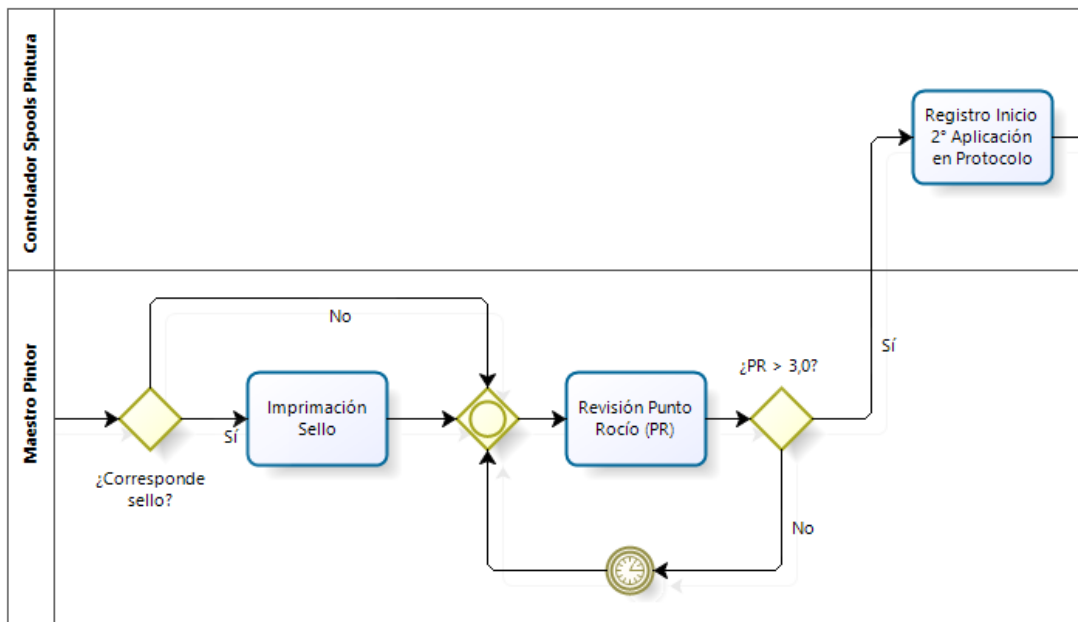 Controlador Spools Pintura
Registro Inicio
2° Aplicación
en Protocolo
Maestro Pintor
No
¿PR > 3,0?
Sí
Imprimación
Sello
Revisión Punto
Rocío (PR)
Sí
¿Corresponde
sello?
No